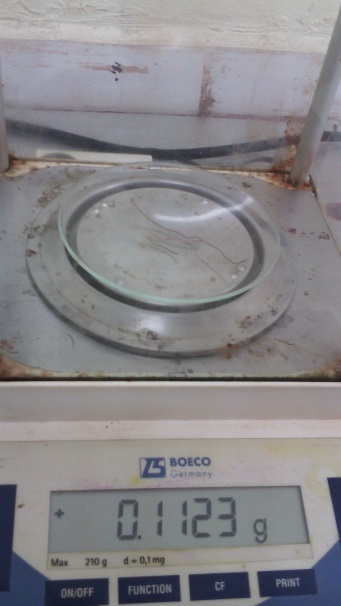 BOECO
Germany
+ 0.1123 g
Max 210 g d = 0,1 mg
ON/OFF FUNCTION CF PRINT